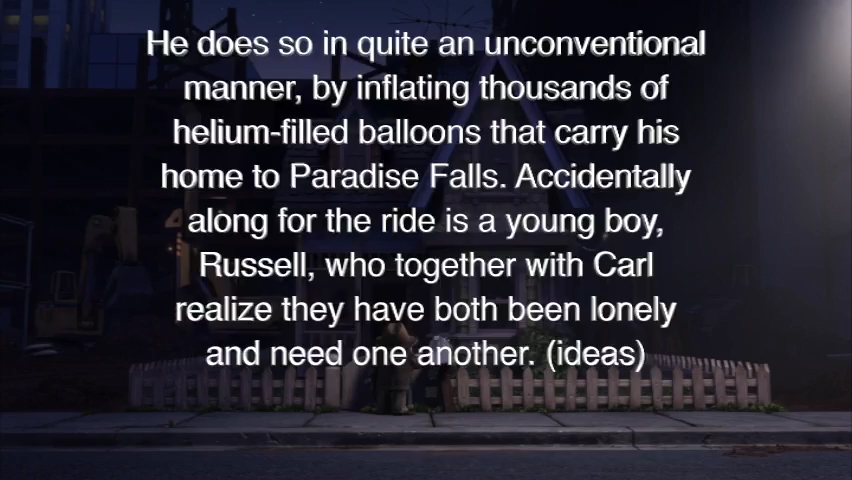 He does so in quite an unconventional
manner, by inflating thousands of
helium-filled balloons that carry his
home to Paradise Falls. Accidentally
along for the ride is a young boy,
Russell, who together with Carl
realize they have both been lonely
and need one another. (ideas)